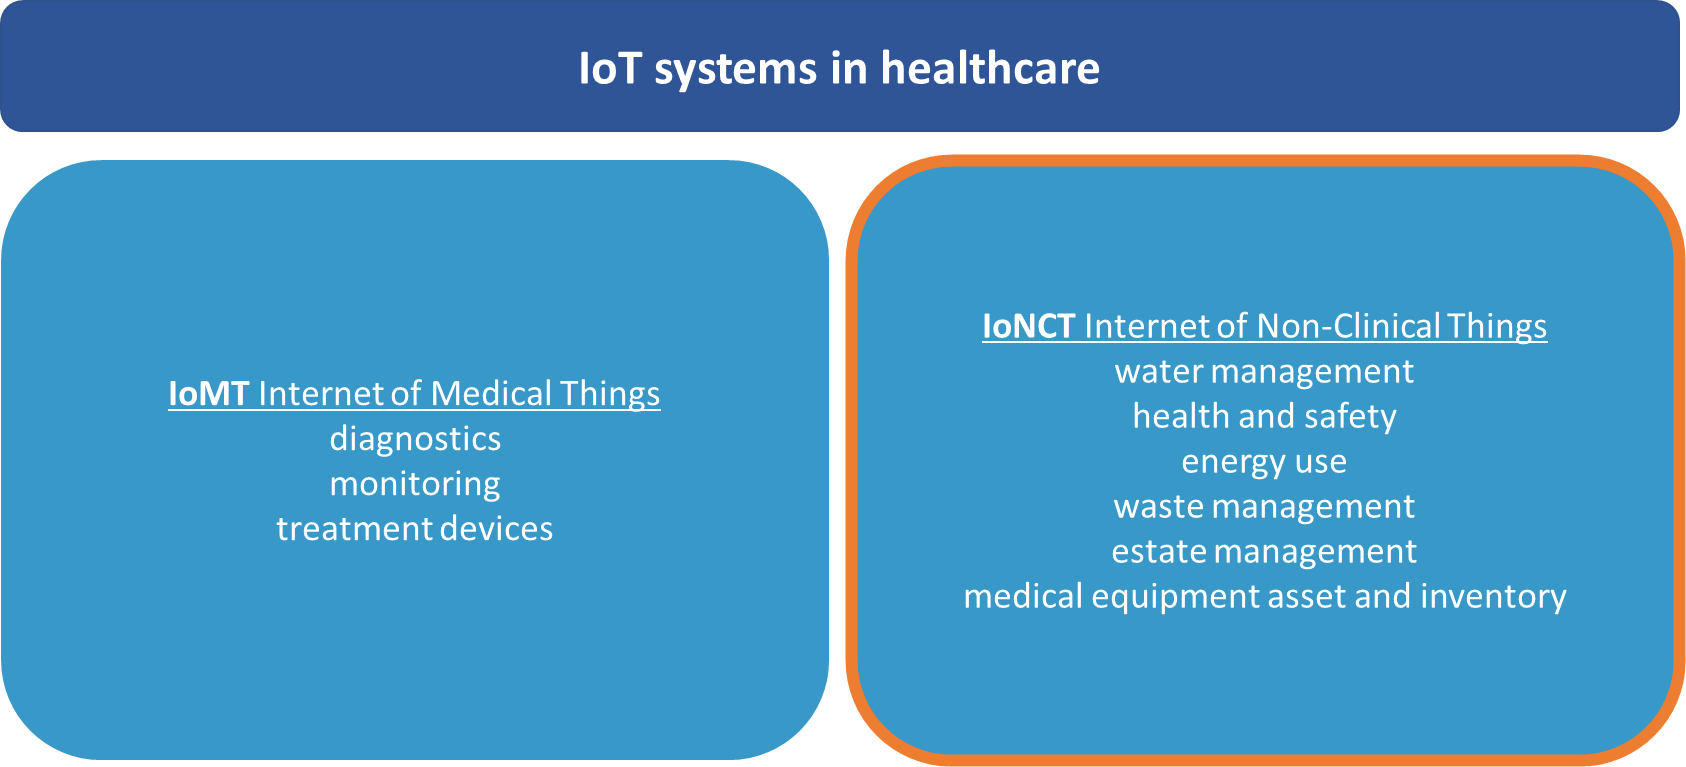 IoT systems in healthcare
IoMT Internet of Medical Things
diagnostics
monitoring
treatment devices
IoNCT Internet of Non-Clinical Things
water management
health and safety
energy use
waste management
estate management
medical equipment asset and inventory